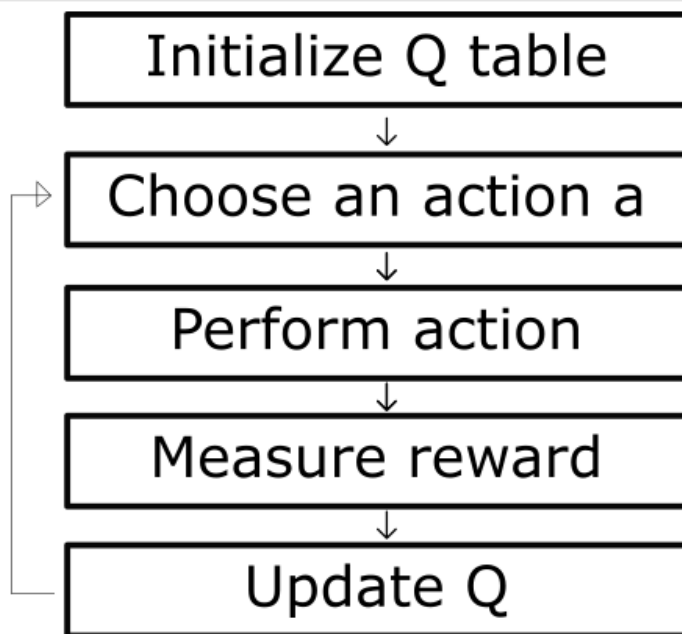 Initialize Q table
Choose an action a
Perform action
Measure reward
Update Q